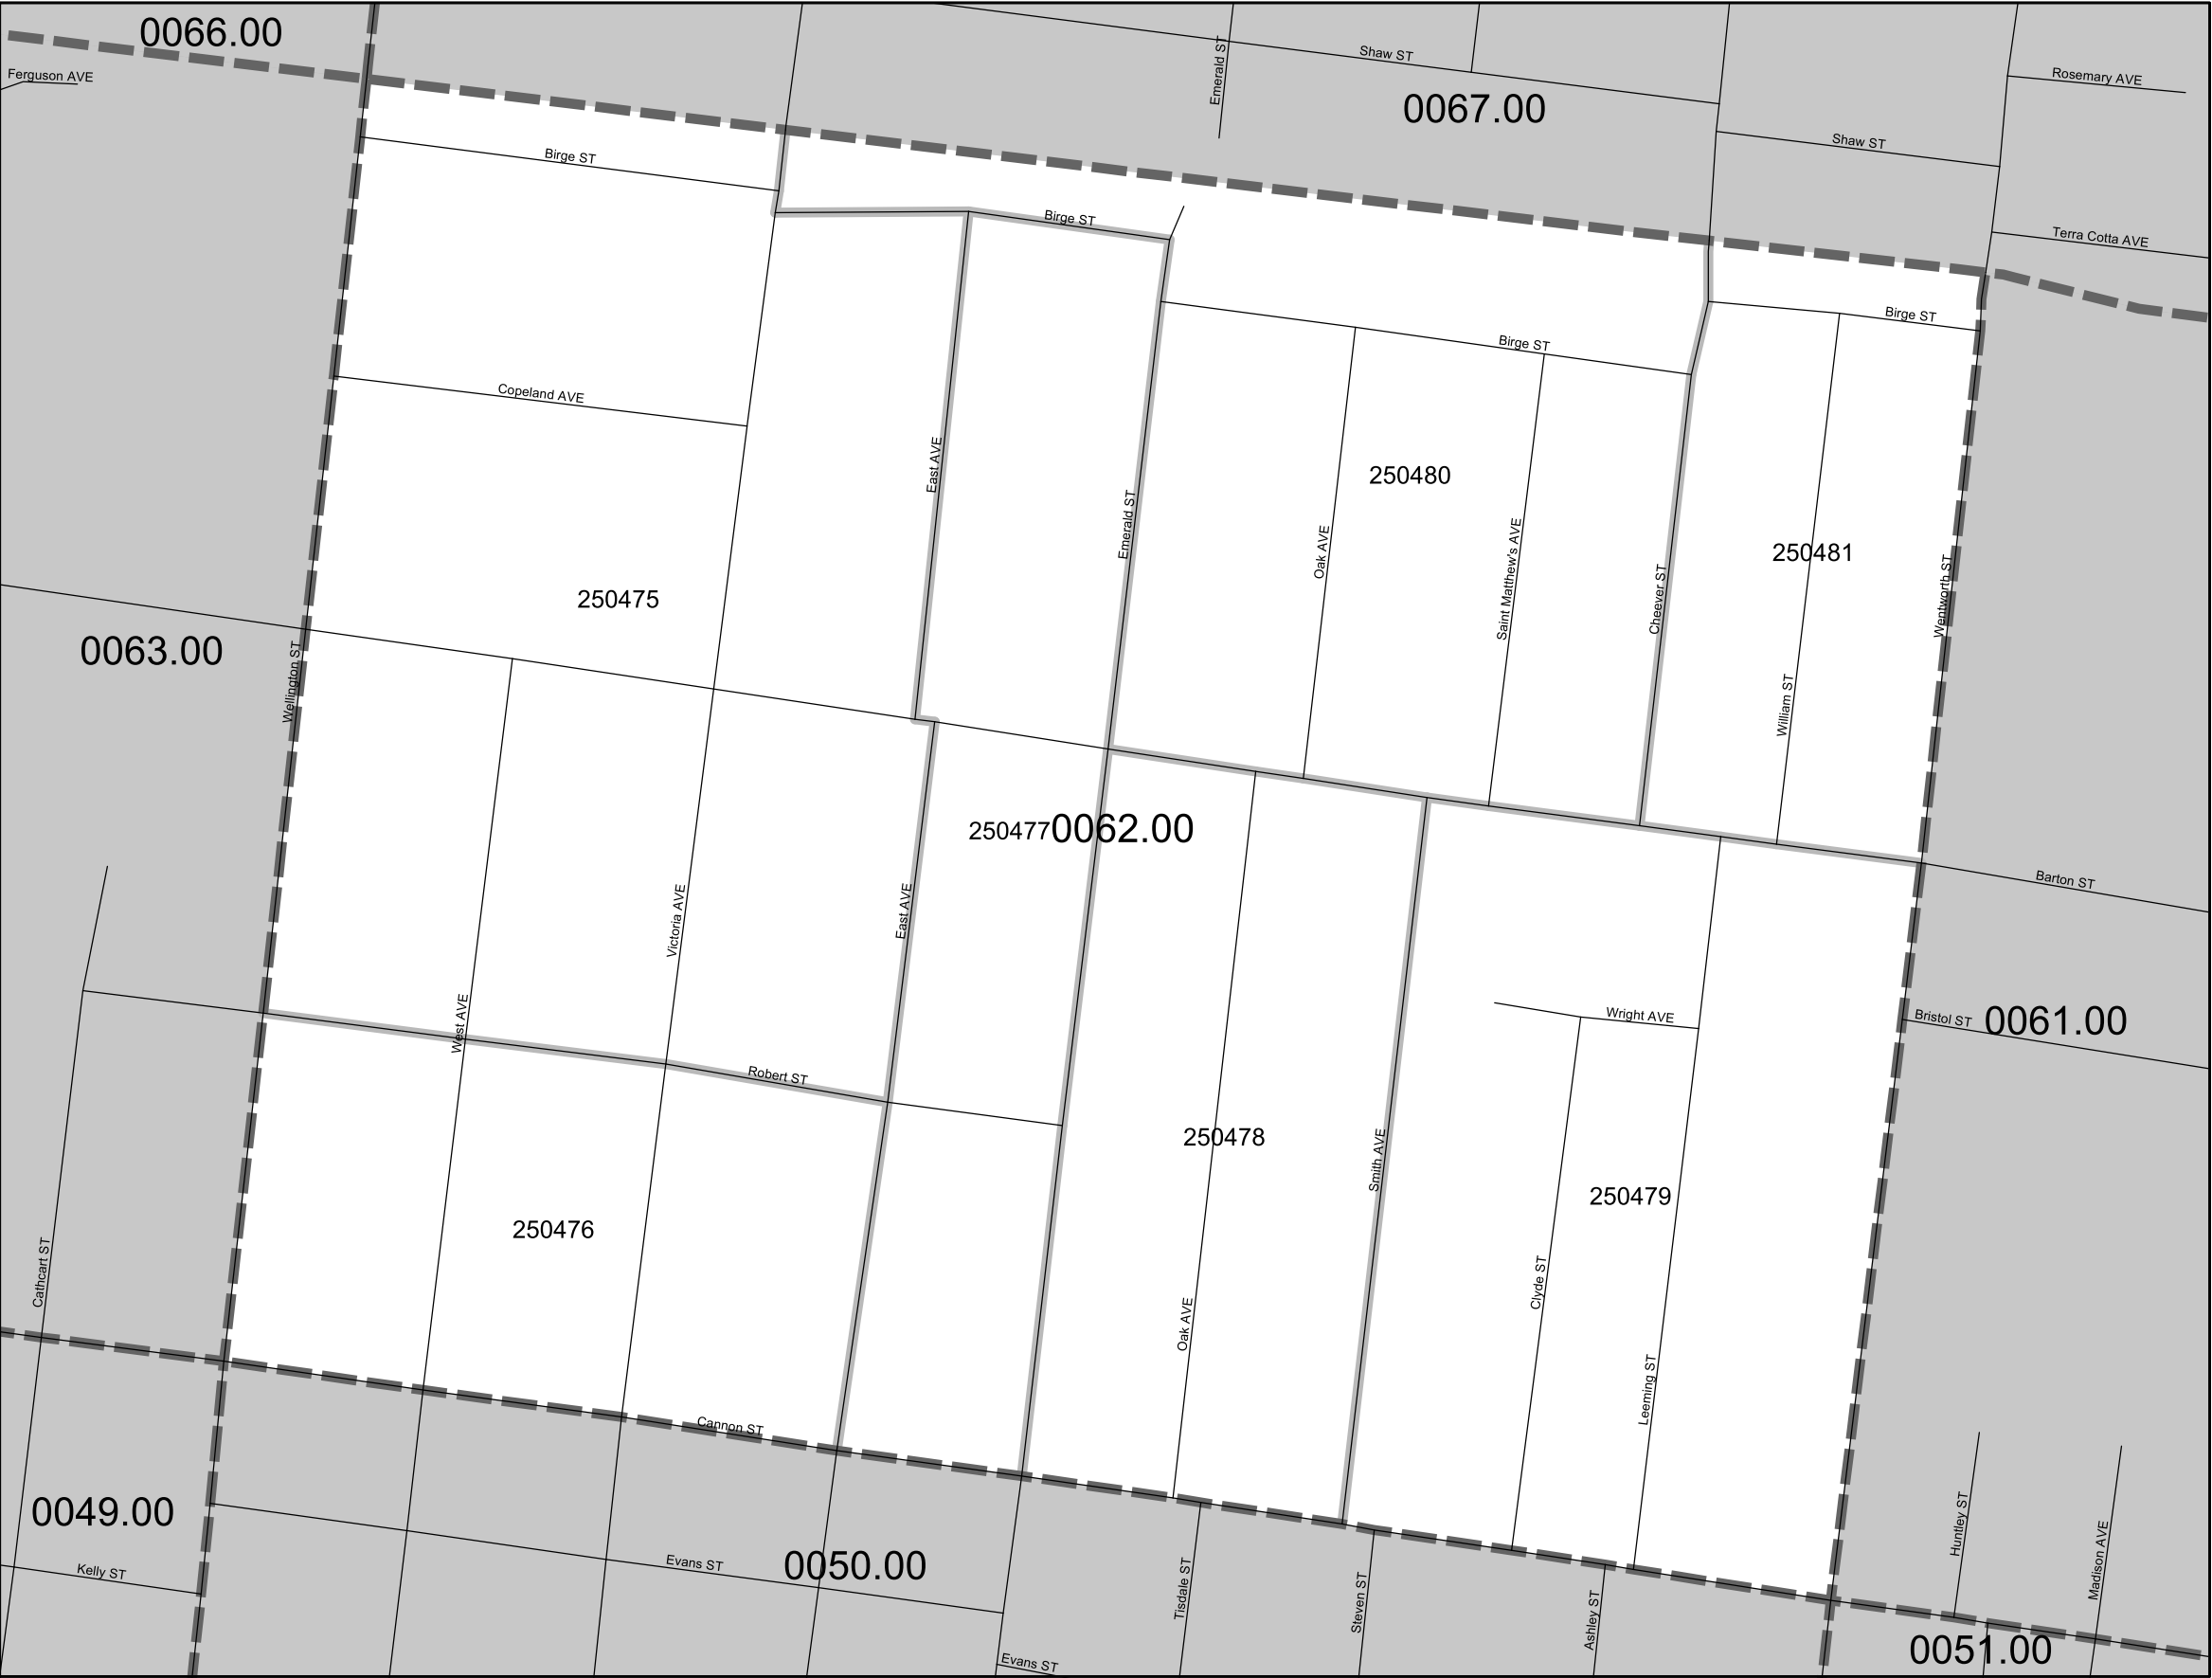 0066.00
Ferguson AVE
Shaw ST
Emerald ST
Rosemary AVE
0067.00
Shaw ST
Birge ST
Birge ST
Terra Cotta AVE
Birge ST
Birge ST
Copeland AVE
East AVE
250480
Emerald ST
Oak AVE
Saint Matthew's AVE
250481
Cheever ST
Wentworth ST
250475
0063.00
Wellington ST
William ST
250477
0062.00
Barton ST
Victoria AVE
East AVE
West AVE
Wright AVE
Bristol ST
0061.00
Robert ST
250478
Smith AVE
250479
250476
Cathcart ST
Oak AVE
Clyde ST
Leeming ST
Cannon ST
0049.00
Kelly ST
Evans ST
0050.00
Tisdale ST
Steven ST
Ashley ST
Huntley ST
Madison AVE
Evans ST
0051.00